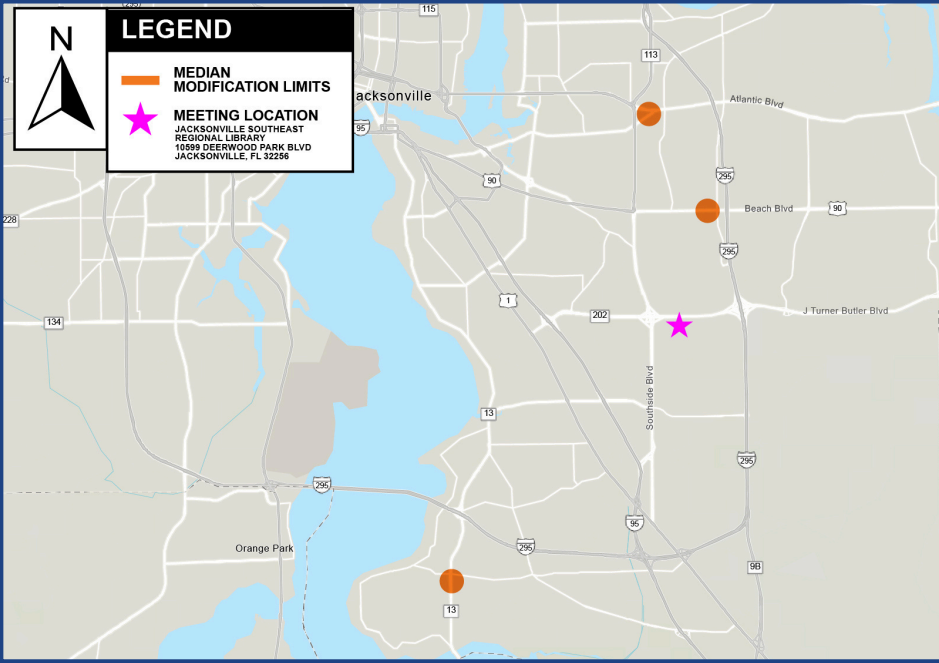 115
N
LEGEND
MEDIAN
MODIFICATION LIMITS
MEETING LOCATION
JACKSONVILLE SOUTHEAST
REGIONAL LIBRARY
10599 DEERWOOD PARK BLVD
JACKSONVILLE, FL 32256
113
acksonville
Atlantic Blvd
95
90
295
Beach Blvd
90
228
295
1
202
J Turner Butler Blvd
134
Southside Blvd
13
295
295
95
295
Orange Park
9B
13